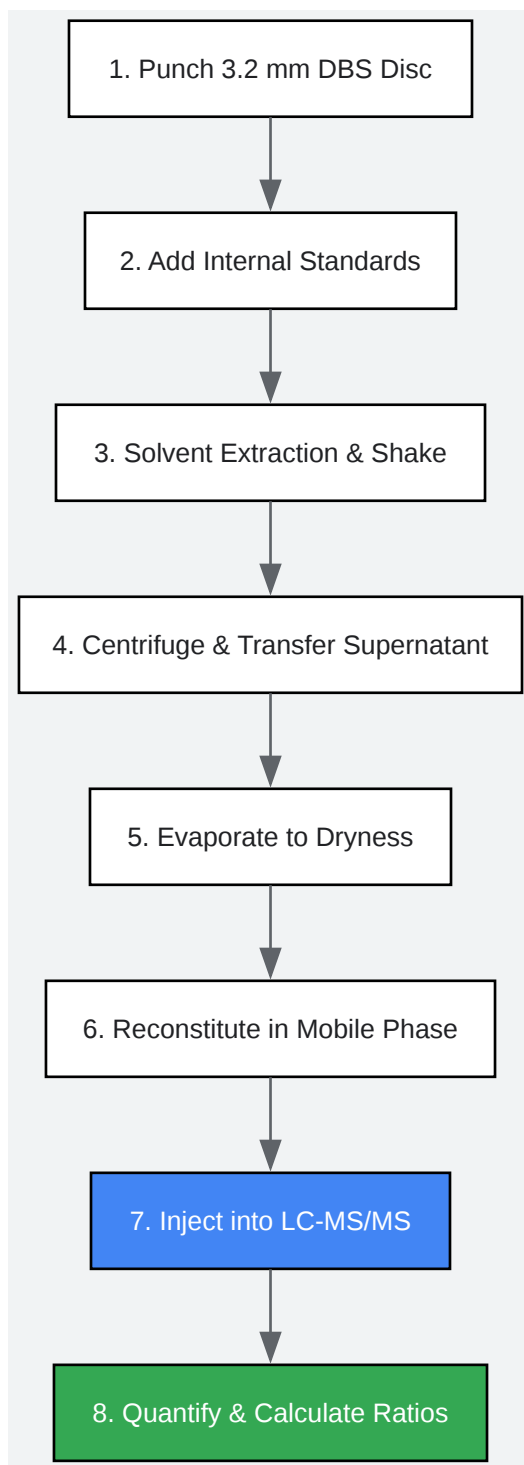 1. Punch 3.2 mm DBS Disc
2. Add Internal Standards
3. Solvent Extraction & Shake
4. Centrifuge & Transfer Supernatant
5. Evaporate to Dryness
6. Reconstitute in Mobile Phase
7. Inject into LC-MS/MS
8. Quantify & Calculate Ratios